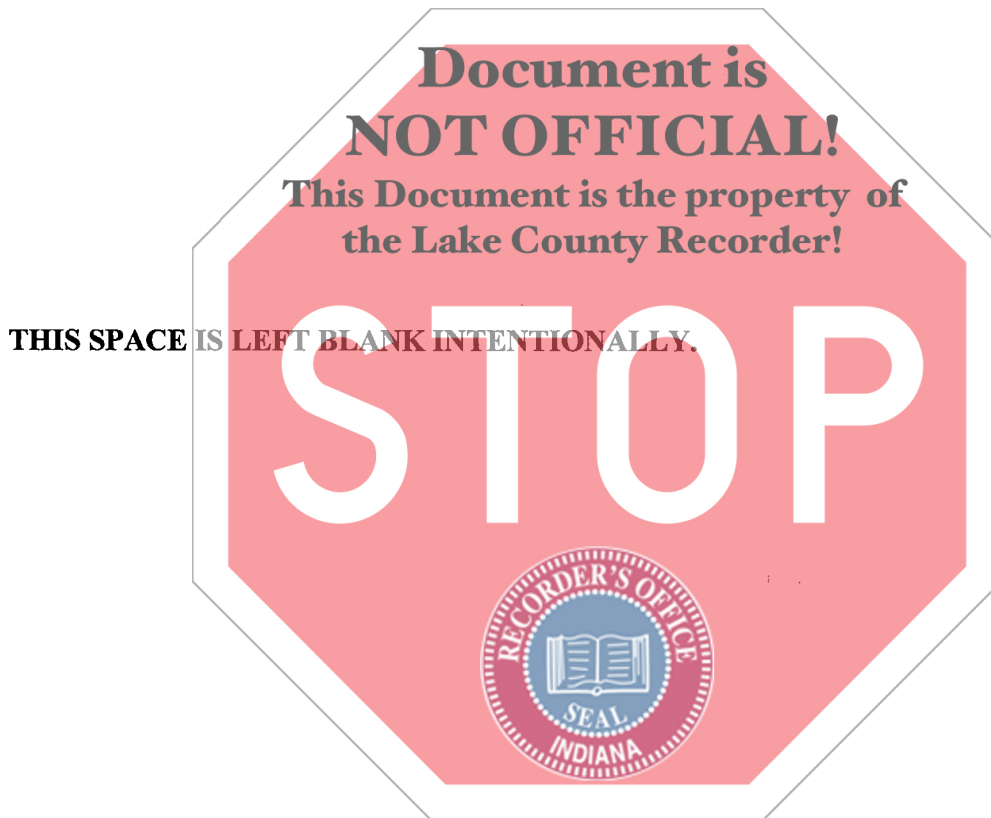 Document is
NOT OFFICIAL!
This Document is the property of
the Lake County Recorder!
THIS SPACE IS LEFT BLANK INTENTIONALLY.
STOP
RECORDER'S OFFICE
SEAL
INDIANA